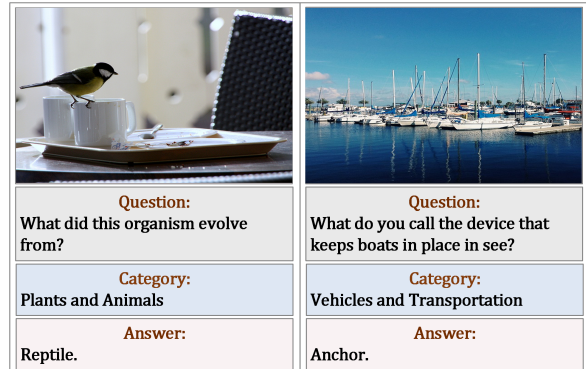 Question:
What did this organism evolve
from?
Category:
Plants and Animals
Answer:
Reptile.
Question:
What do you call the device that
keeps boats in place in see?
Category:
Vehicles and Transportation
Answer:
Anchor.